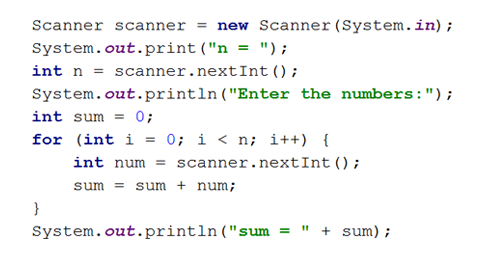 Scanner scanner = new Scanner(System.in);
System.out.print("n = ");
int n = scanner.nextInt();
System.out.println("Enter the numbers:");
int sum = 0;
for (int i = 0; i < n; i++) {
    int num = scanner.nextInt();
    sum = sum + num;
}
System.out.println("sum = " + sum);